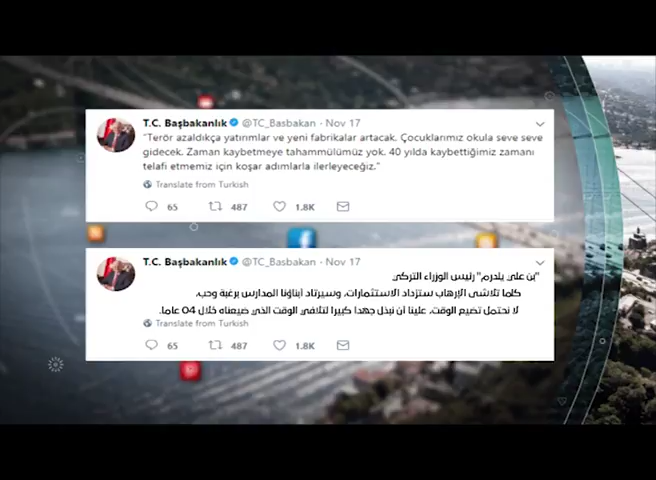 T.C. Başbakanlık @TC_Basbakan · Nov 17
"Terör azaldıkça yatırımlar ve yeni fabrikalar artacak. Çocuklarımız okula seve seve
gidecek. Zaman kaybetmeye tahammülümüz yok. 40 yılda kaybettiğimiz zamanı
telafi etmemiz için koşar adımlarla ilerleyeceğiz."
Translate from Turkish
65 487 1.8K
T.C. Başbakanlık @TC_Basbakan · Nov 17
"بن علي يلدرم" رئيس الوزراء التركي
كلما تلاشى الإرهاب ستزداد الاستثمارات، وسيرتاد أبناؤنا المدارس برغبة وحب،
لا نحتمل تضيع الوقت، علينا أن نبذل جهدا كبيرا لتلافي الوقت الذي ضيعناه خلال 04 عاما.
Translate from Turkish
65 487 1.8K